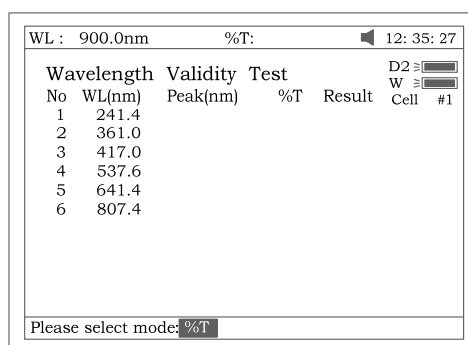 WL : 900.0nm %T: 12: 35: 27
Wavelength Validity Test D2
No WL(nm) Peak(nm) %T Result W
Cell #1
1 241.4
2 361.0
3 417.0
4 537.6
5 641.4
6 807.4
Please select mode: %T